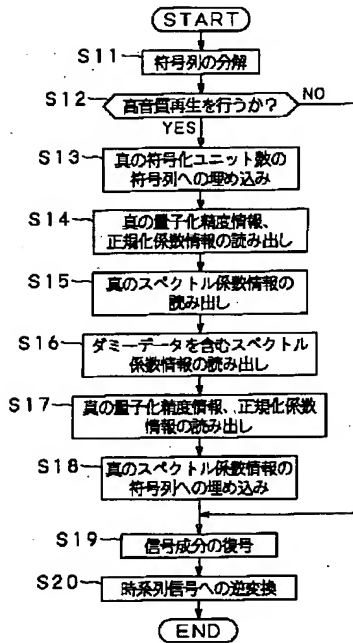 START
S11
符号列の分解
S12
高音質再生を行うか?
NO
YES
S13
真の符号化ユニット数の
符号列への埋め込み
S14
真の量子化精度情報、
正規化係数情報の読み出し
S15
真のスペクトル係数情報の
読み出し
S16
ダミーデータを含むスペクトル
係数情報の読み出し
S17
真の量子化精度情報、正規化係数
情報の読み出し
S18
真のスペクトル係数情報の
符号列への埋め込み
S19
信号成分の復号
S20
時系列信号への逆変換
END